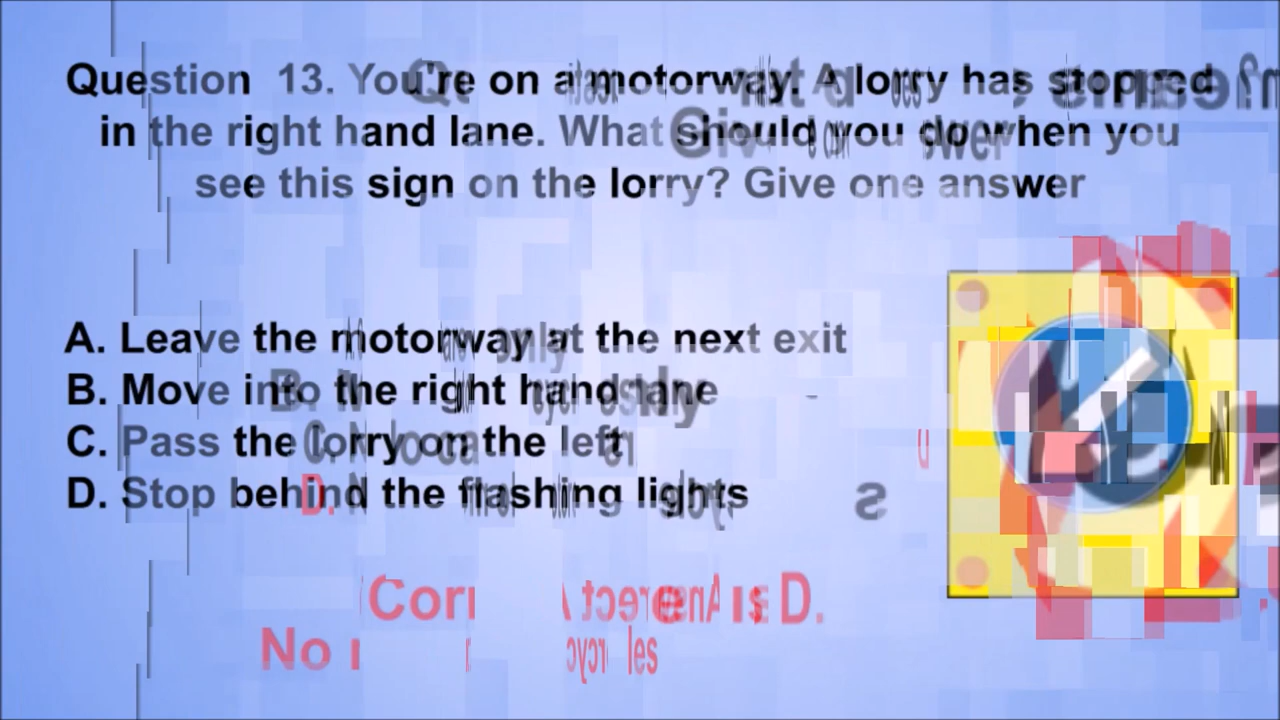 Question 13. You're on a motorway. A lorry has stopped
in the right hand lane. What should you do when you
see this sign on the lorry? Give one answer
A. Leave the motorway at the next exit
B. Move into the right hand lane
C. Pass the lorry on the left
D. Stop behind the flashing lights
D.
D.
No